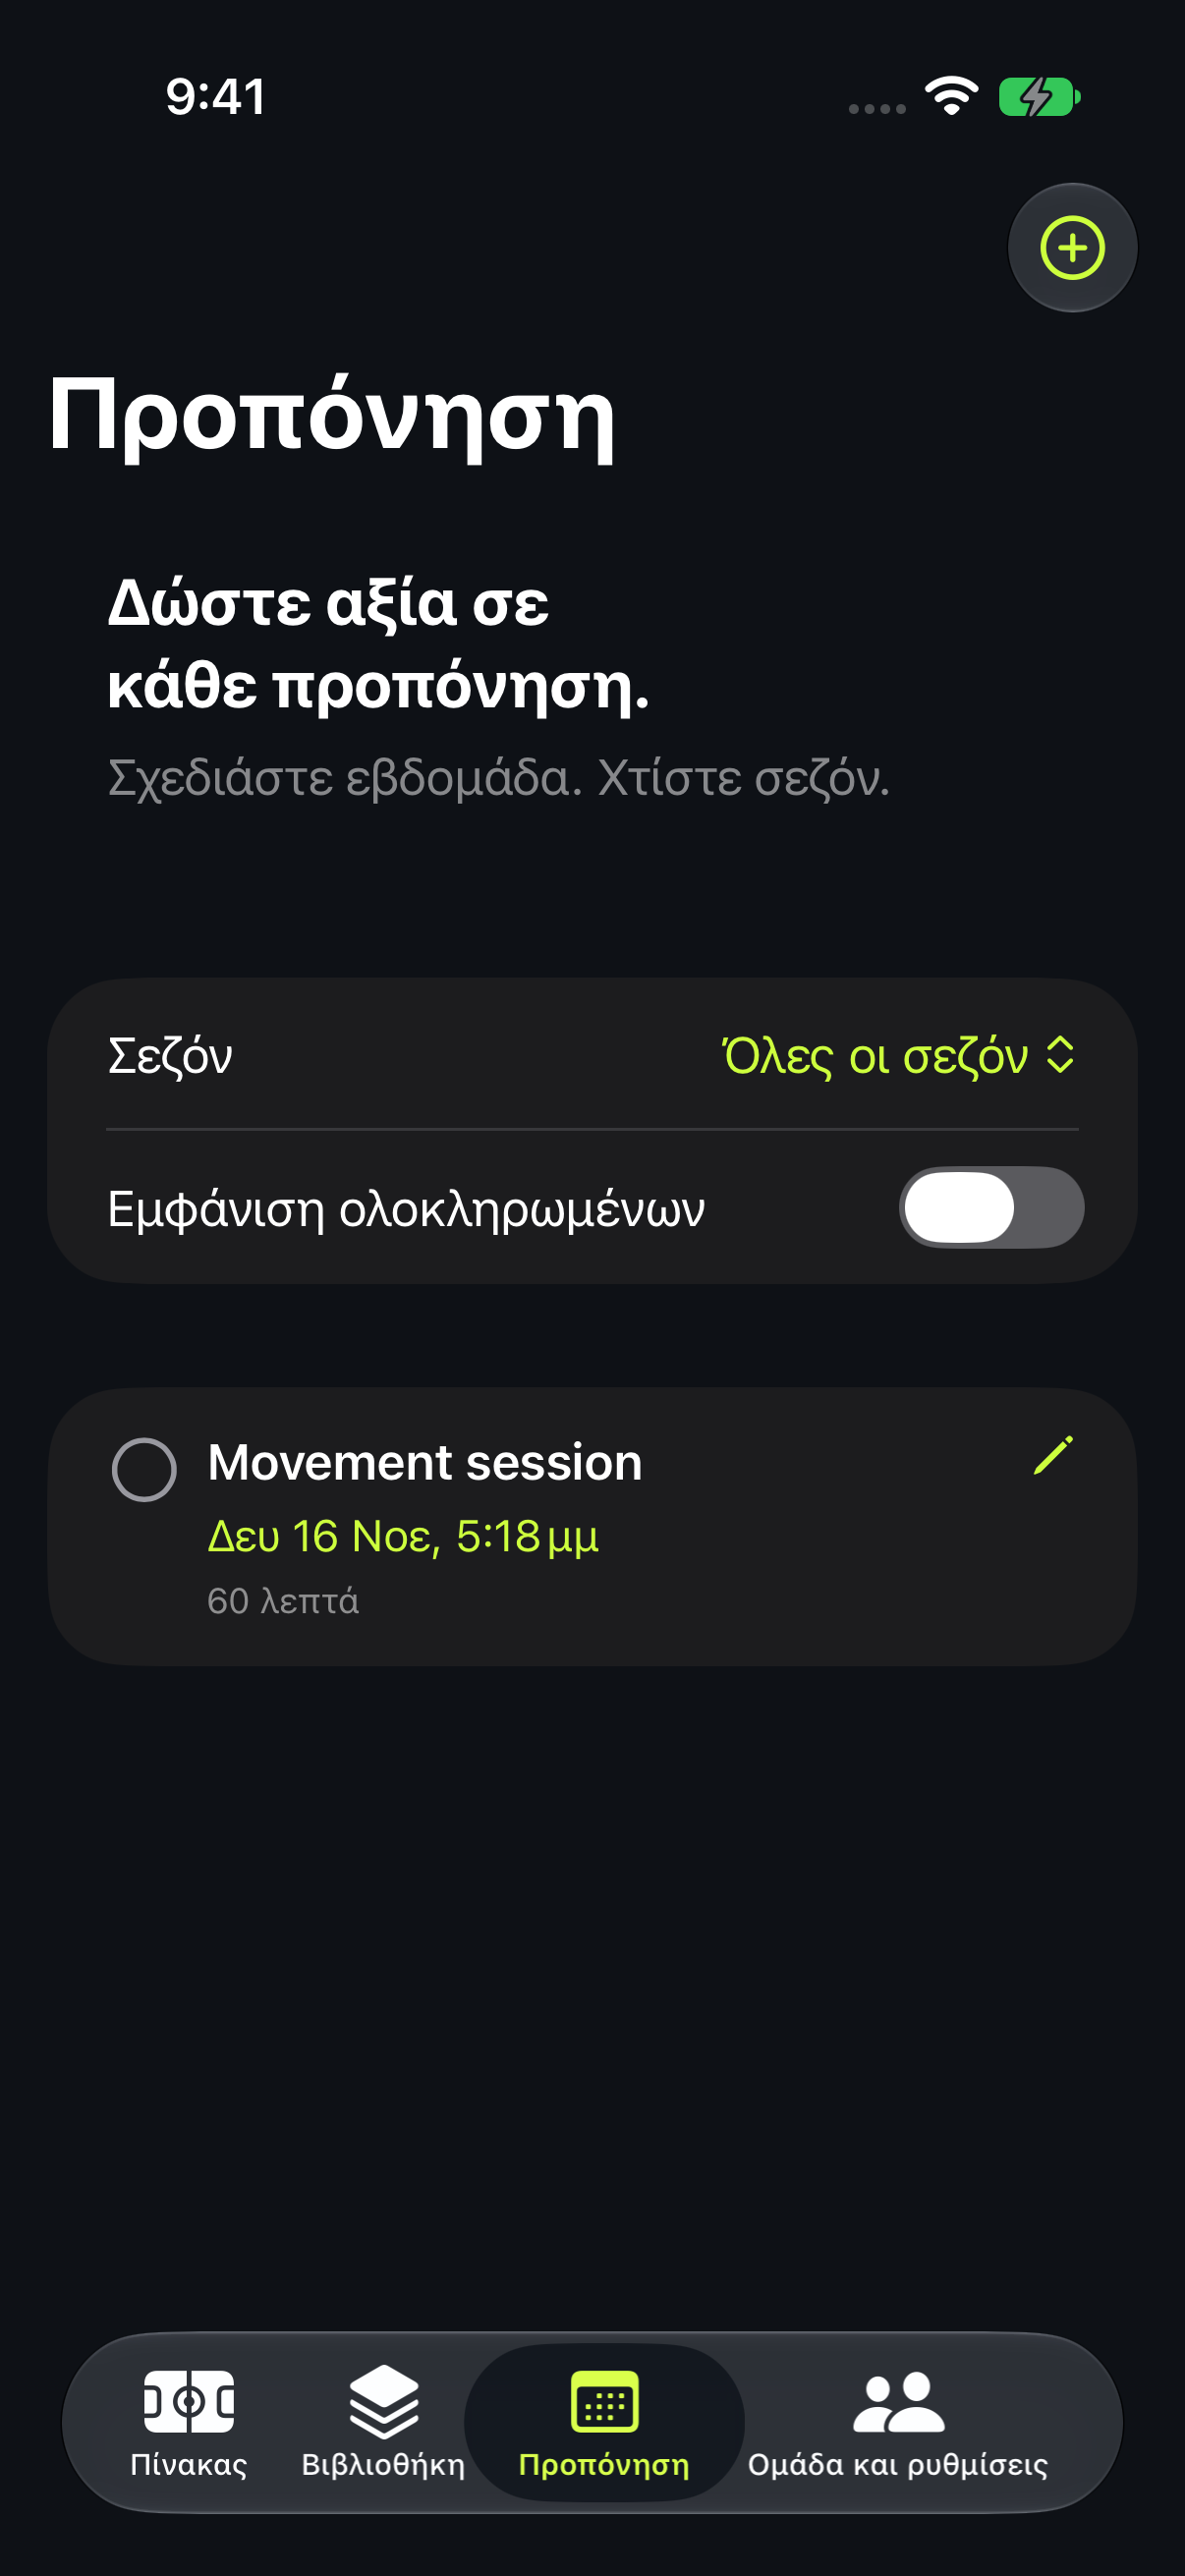 9:41
Προπόνηση
Δώστε αξία σε
κάθε προπόνηση.
Σχεδιάστε εβδομάδα. Χτίστε σεζόν.
Σεζόν
Όλες οι σεζόν
Εμφάνιση ολοκληρωμένων
Movement session
Δευ 16 Νοε, 5:18 μμ
60 λεπτά
Πίνακας
Βιβλιοθήκη
Προπόνηση
Ομάδα και ρυθμίσεις